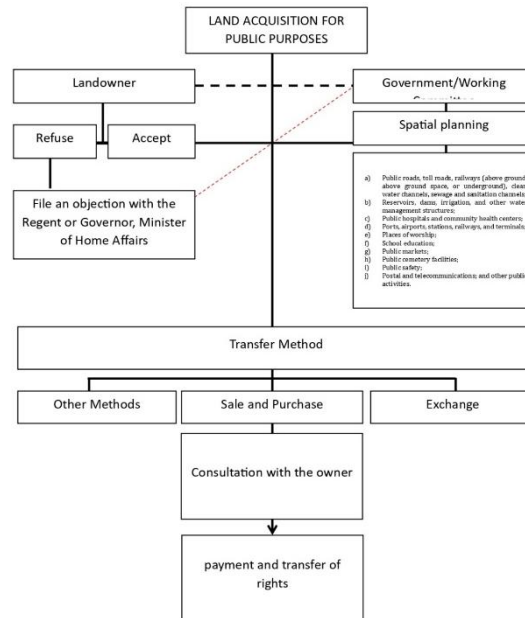 LAND ACQUISITION FOR
PUBLIC PURPOSES
Landowner
Government/Working
Refuse
Accept
Spatial planning
File an objection with the
Regent or Governor, Minister
of Home Affairs
a) Public roads, toll roads, railways (above ground,
above ground space, or underground), clean
water channels, sewage and sanitation channels;
b) Reservoirs, dams, irrigation, and other water
management structures;
c) Public hospitals and community health centers;
d) Ports, airports, stations, railways, and terminals;
e) Places of worship;
f) School education;
g) Public markets;
h) Public cemetery facilities;
i) Public safety;
j) Postal and telecommunications; and other public
activities.
Transfer Method
Other Methods
Sale and Purchase
Exchange
Consultation with the owner
payment and transfer of
rights